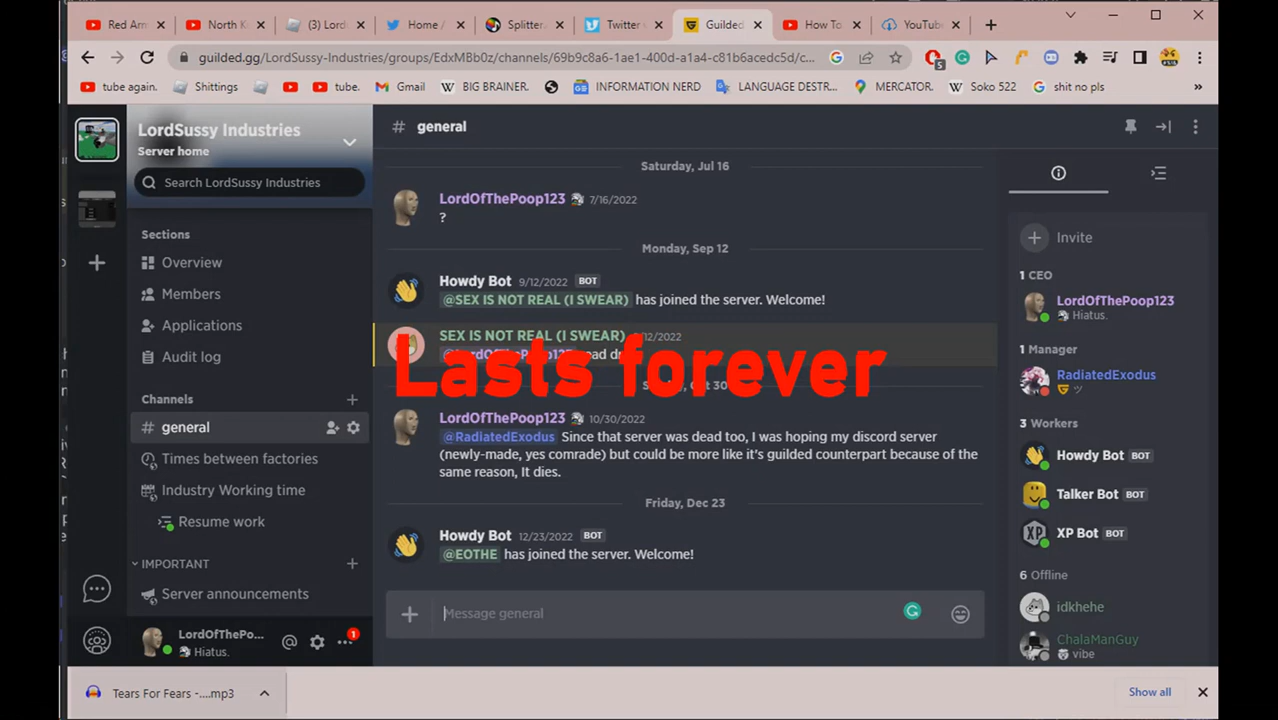 Red Arm
North K
(3) Lord
Home /
Splitter
Twitter
Guilded
How To
YouTube
guilded.gg/LordSussy-Industries/groups/EdxMBb0z/channels/69b9c8a6-1ae1-400d-a1a4-c81b6acedc5d/c...
5
tube again.
Shittings
tube.
Gmail
BIG BRAINER.
INFORMATION NERD
LANGUAGE DESTR...
MERCATOR.
Soko 522
shit no pls
»
LordSussy Industries
Server home
Search LordSussy Industries
Sections
Overview
Members
Applications
Audit log
Channels
# general
Times between factories
Industry Working time
Resume work
IMPORTANT
Server announcements
LordOfThePo...
Hiatus.
@
1
# general
Saturday, Jul 16
LordOfThePoop123 7/16/2022
?
Monday, Sep 12
Howdy Bot 9/12/2022 BOT
@SEX IS NOT REAL (I SWEAR) has joined the server. Welcome!
SEX IS NOT REAL (I SWEAR) /12/2022
Lasts forever
Oct 30
LordOfThePoop123 10/30/2022
@RadiatedExodus Since that server was dead too, I was hoping my discord server
(newly-made, yes comrade) but could be more like it's guilded counterpart because of the
same reason, It dies.
Friday, Dec 23
Howdy Bot 12/23/2022 BOT
@EOTHE has joined the server. Welcome!
Message general
Invite
1 CEO
LordOfThePoop123
Hiatus.
1 Manager
RadiatedExodus
ツ
3 Workers
Howdy Bot BOT
Talker Bot BOT
XP XP Bot BOT
6 Offline
idkhehe
ChalaManGuy
vibe
Tears For Fears -....mp3
Show all